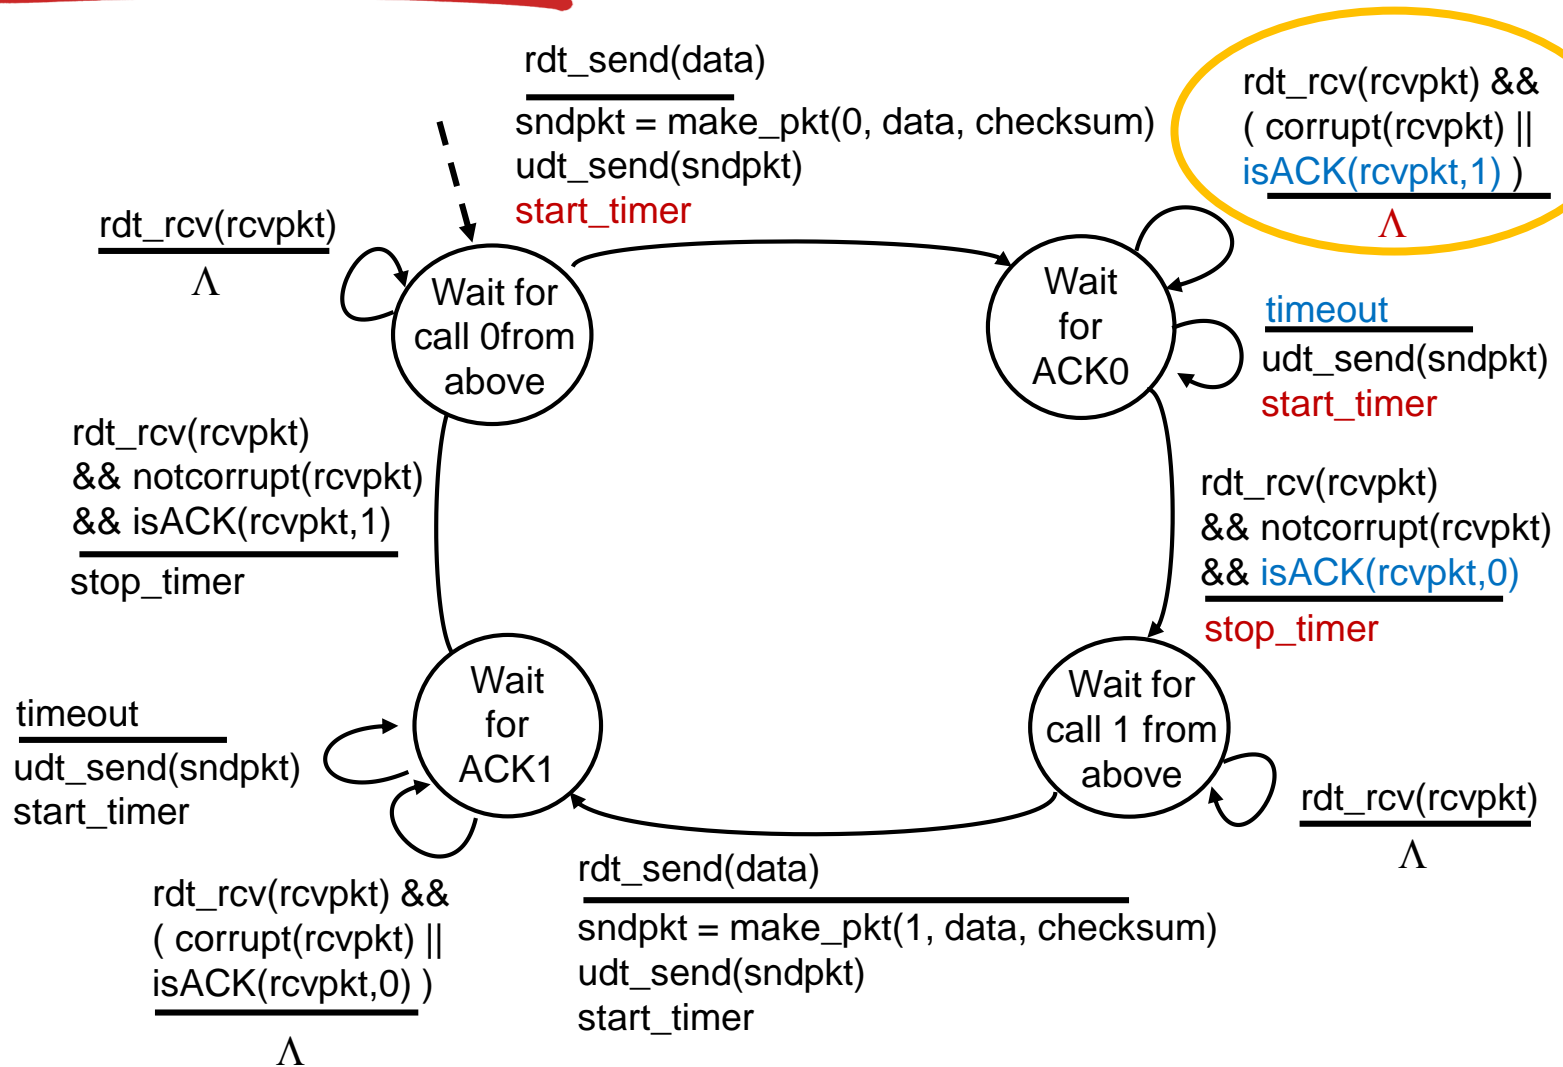 rdt_send(data)
sndpkt = make_pkt(0, data, checksum)
udt_send(sndpkt)
start_timer
rdt_rcv(rcvpkt) &&
( corrupt(rcvpkt) ||
isACK(rcvpkt,1) )
Λ
rdt_rcv(rcvpkt)
Λ
Wait for
call 0from
above
Wait
for
ACK0
timeout
udt_send(sndpkt)
start_timer
rdt_rcv(rcvpkt)
&& notcorrupt(rcvpkt)
&& isACK(rcvpkt,1)
stop_timer
rdt_rcv(rcvpkt)
&& notcorrupt(rcvpkt)
&& isACK(rcvpkt,0)
stop_timer
Wait
for
ACK1
Wait for
call 1 from
above
timeout
udt_send(sndpkt)
start_timer
rdt_rcv(rcvpkt)
Λ
rdt_rcv(rcvpkt) &&
( corrupt(rcvpkt) ||
isACK(rcvpkt,0) )
Λ
rdt_send(data)
sndpkt = make_pkt(1, data, checksum)
udt_send(sndpkt)
start_timer